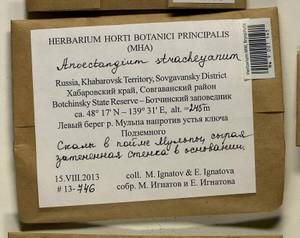 HERBARIUM HORTI BOTANICI PRINCIPALIS
(MHA)
Anoectangium stracheyanum
Russia, Khabarovsk Territory, Sovgavansky District
Хабаровский край, Совгаванский район
Botchinsky State Reserve – Ботчинский заповедник
ca. 48° 17' N – 139° 31' E, alt. = 245 m
Левый берег р. Мульпа напротив устья ключа
Подземного
Скалы в пойме Мульпы, сырая
затененная стенка в основании.
15.VIII.2013 coll. M. Ignatov & E. Ignatova
# 13-746 собр. М. Игнатов и Е. Игнатова